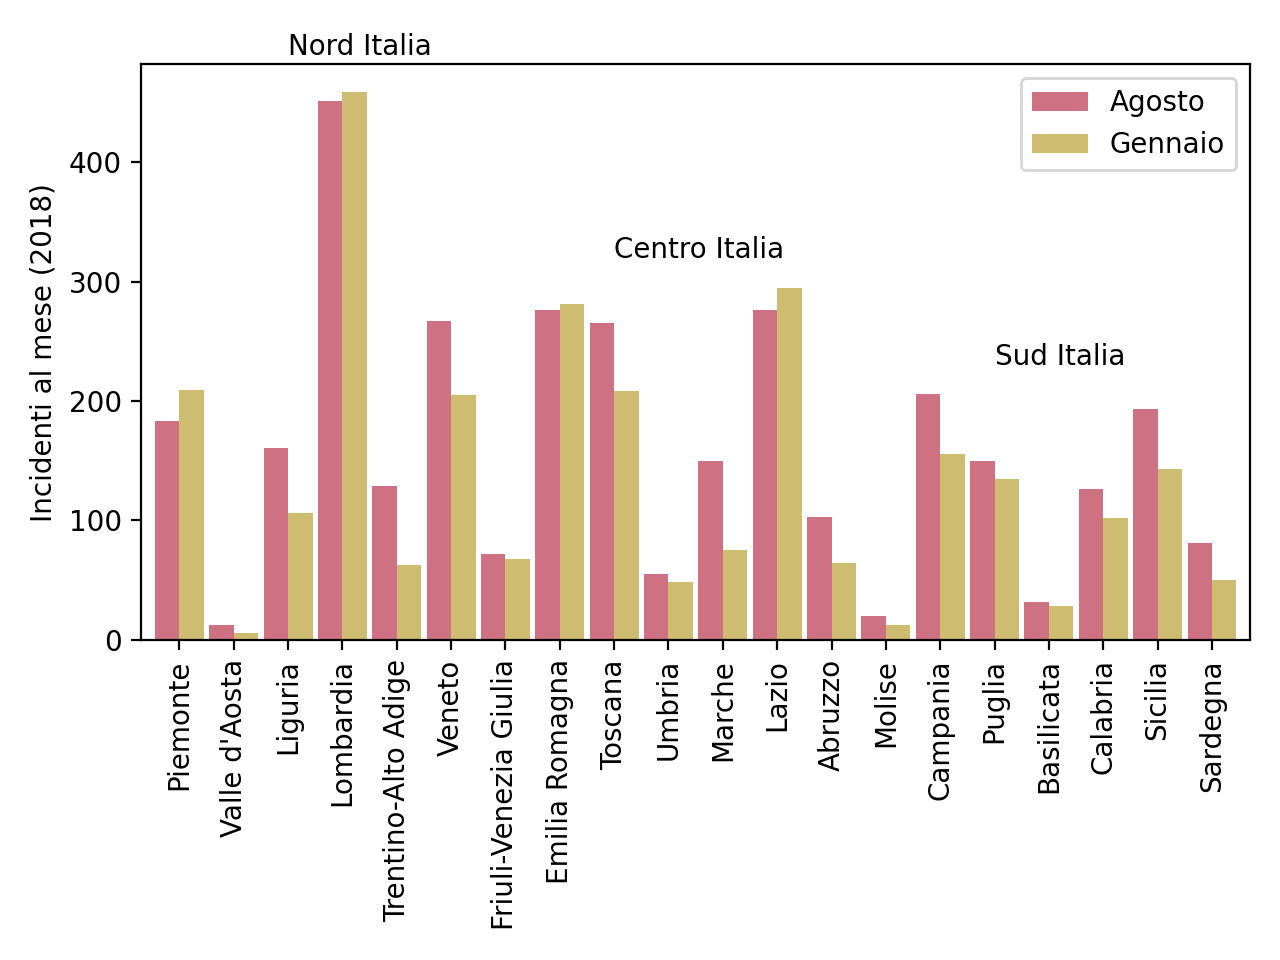 Nord Italia
Agosto
Gennaio
Centro Italia
Sud Italia
Incidenti al mese (2018)
400
300
200
100
0
Piemonte
Valle d'Aosta
Liguria
Lombardia
Trentino-Alto Adige
Veneto
Friuli-Venezia Giulia
Emilia Romagna
Toscana
Umbria
Marche
Lazio
Abruzzo
Molise
Campania
Puglia
Basilicata
Calabria
Sicilia
Sardegna